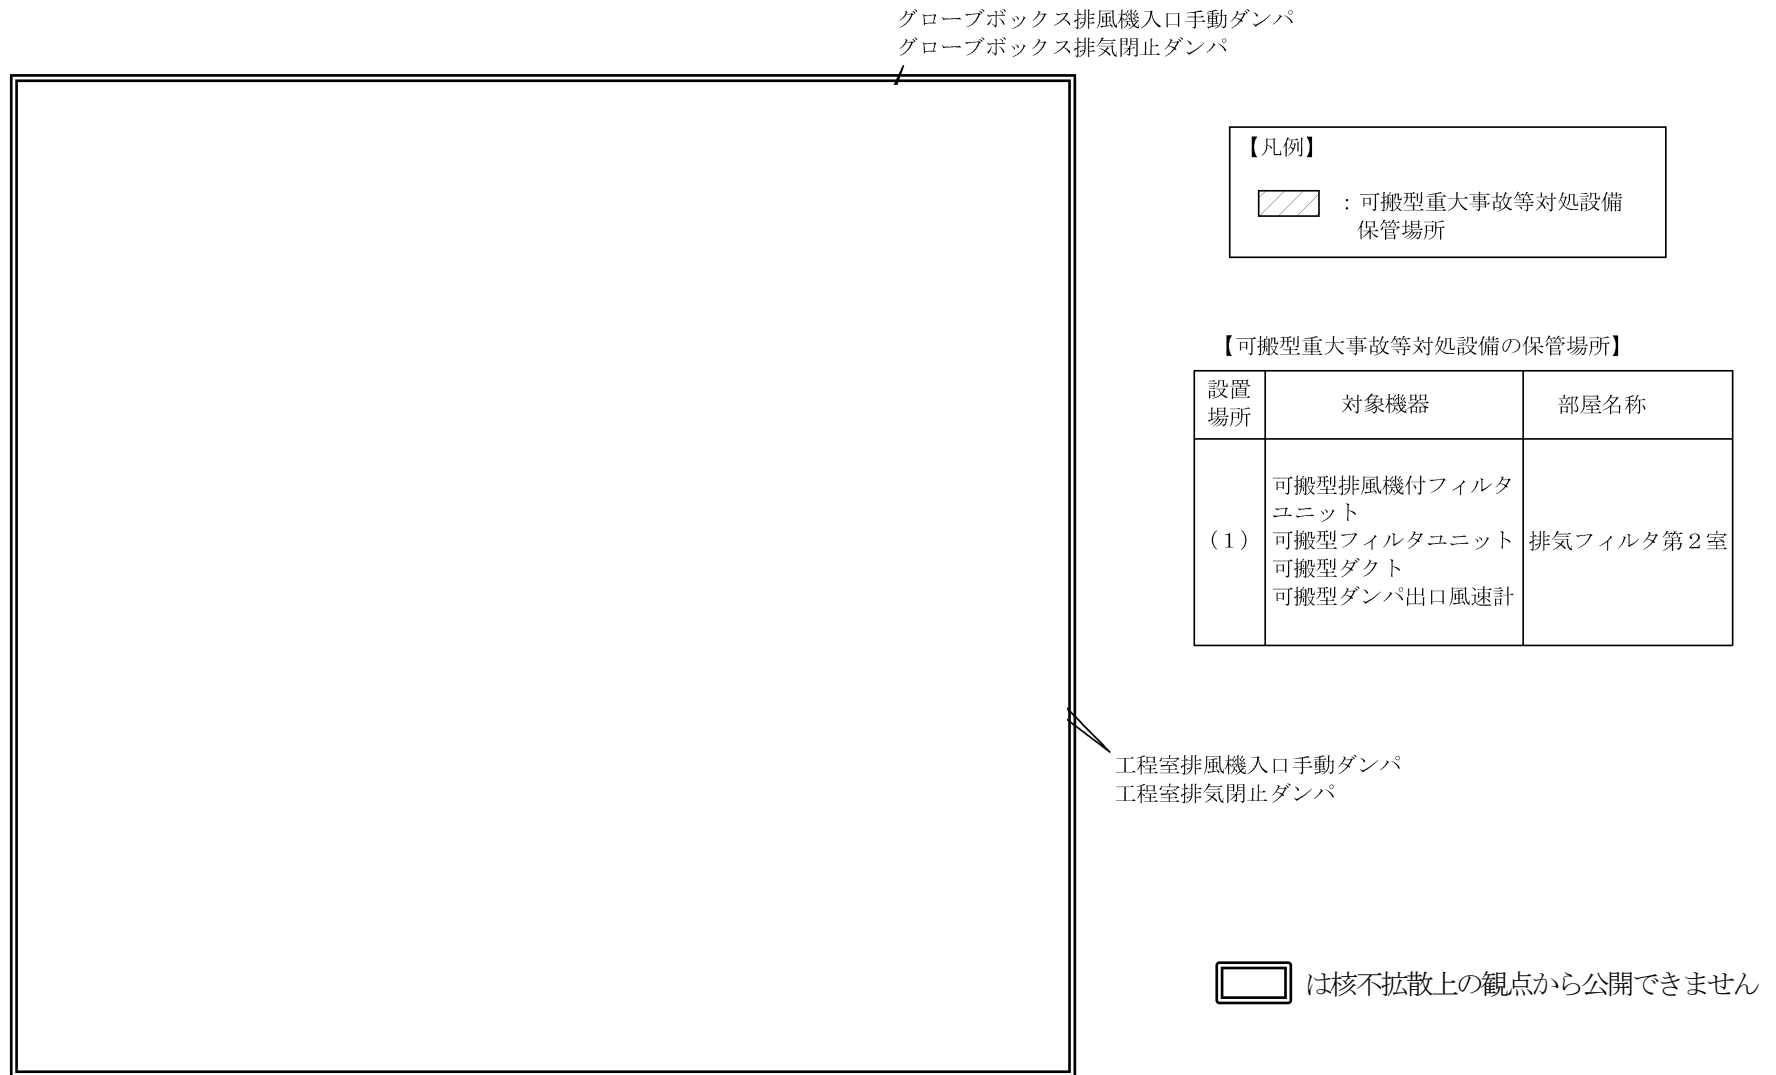 グローブボックス排風機入口手動ダンパ
グローブボックス排気閉止ダンパ
【凡例】
：可搬型重大事故等対処設備
保管場所
【可搬型重大事故等対処設備の保管場所】
設置
場所
対象機器
部屋名称
（１）
可搬型排風機付フィルタ
ユニット
可搬型フィルタユニット
可搬型ダクト
可搬型ダンパ出口風速計
排気フィルタ第２室
工程室排風機入口手動ダンパ
工程室排気閉止ダンパ
は核不拡散上の観点から公開できません